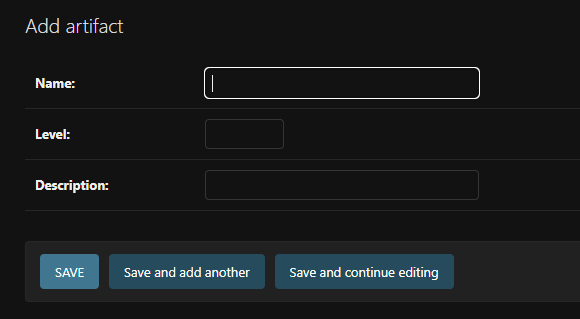 Add artifact
Name:
Level:
Description:
SAVE Save and add another Save and continue editing